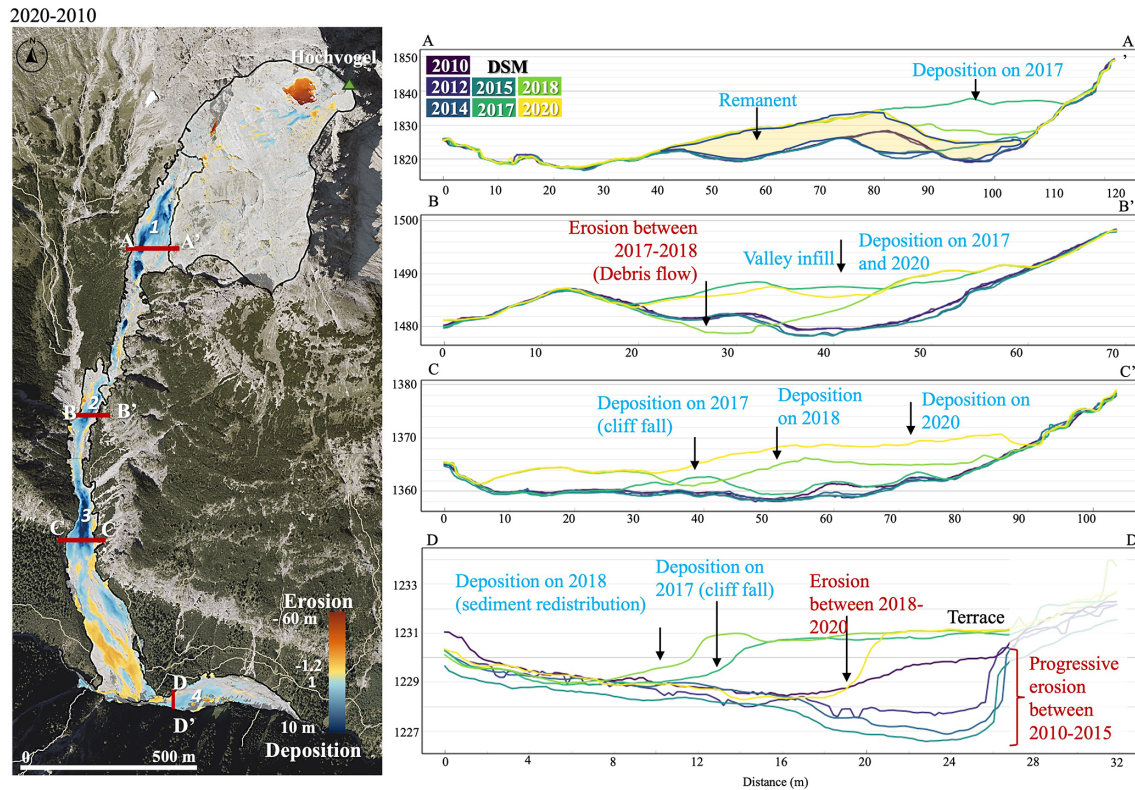 2020-2010
N
Hochvogel
1
A A'
2
B B'
3
C C'
D
4
D'
Erosion
- 60 m
-1.2
1
10 m
Deposition
0 500 m
A A
’
1850
1840
1830
1820
2010 DSM
2012 2015 2018
2014 2017 2020
Remanent
Deposition on 2017
0 10 20 30 40 50 60 70 80 90 100 110 120
B B’
1500
1490
1480
Erosion between
2017-2018
(Debris flow)
Valley infill
Deposition on 2017
and 2020
0 10 20 30 40 50 60 70
C C’
1380
1370
1360
Deposition on 2017
(cliff fall)
Deposition
on 2018
Deposition on
2020
0 10 20 30 40 50 60 70 80 90 100
D D
1233
1231
1229
1227
Deposition on 2018
(sediment redistribution)
Deposition on
2017 (cliff fall)
Erosion
between 2018-
2020
Terrace
Progressive
erosion
between
2010-2015
0 4 8 12 16 20 24 28 32
Distance (m)